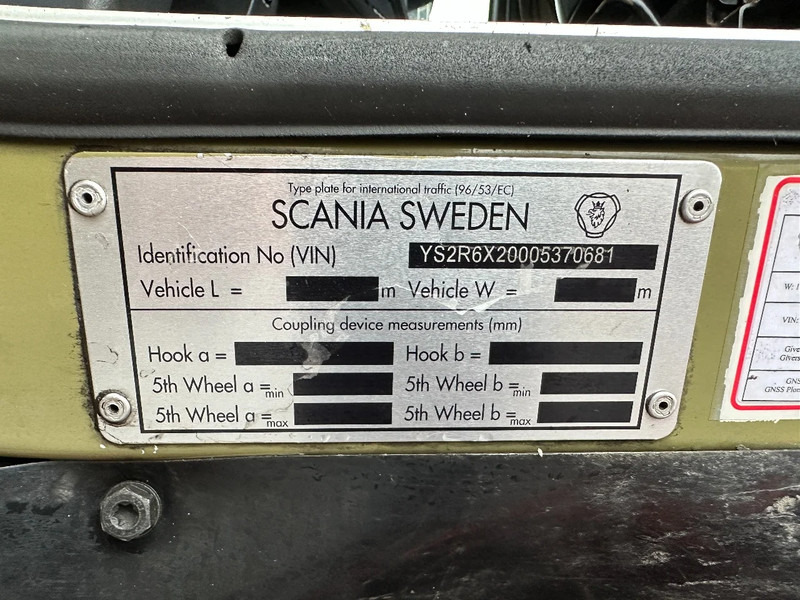 Type plate for international traffic (96/53/EC)
SCANIA SWEDEN
Identification No (VIN) YS2R6X20005370681
Vehicle L = m Vehicle W = m
Coupling device measurements (mm)
Hook a = Hook b =
5th Wheel a = min 5th Wheel b = min
5th Wheel a = max 5th Wheel b = max
VIN: